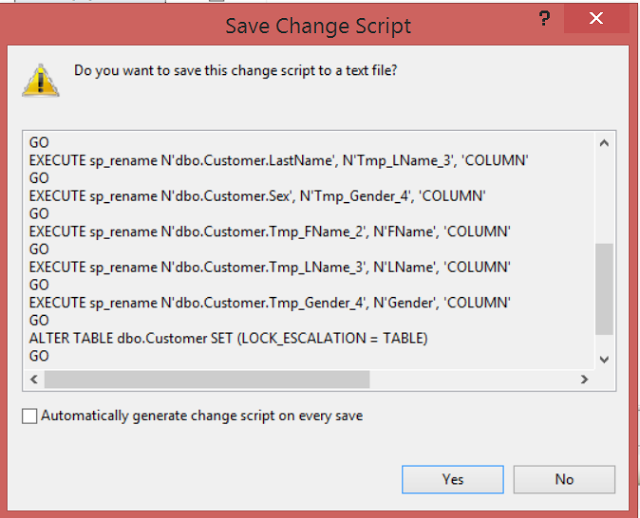 Save Change Script
?
Do you want to save this change script to a text file?
GO
EXECUTE sp_rename N'dbo.Customer.LastName', N'Tmp_LName_3', 'COLUMN'
GO
EXECUTE sp_rename N'dbo.Customer.Sex', N'Tmp_Gender_4', 'COLUMN'
GO
EXECUTE sp_rename N'dbo.Customer.Tmp_FName_2', N'FName', 'COLUMN'
GO
EXECUTE sp_rename N'dbo.Customer.Tmp_LName_3', N'LName', 'COLUMN'
GO
EXECUTE sp_rename N'dbo.Customer.Tmp_Gender_4', N'Gender', 'COLUMN'
GO
ALTER TABLE dbo.Customer SET (LOCK_ESCALATION = TABLE)
GO
Automatically generate change script on every save
Yes
No